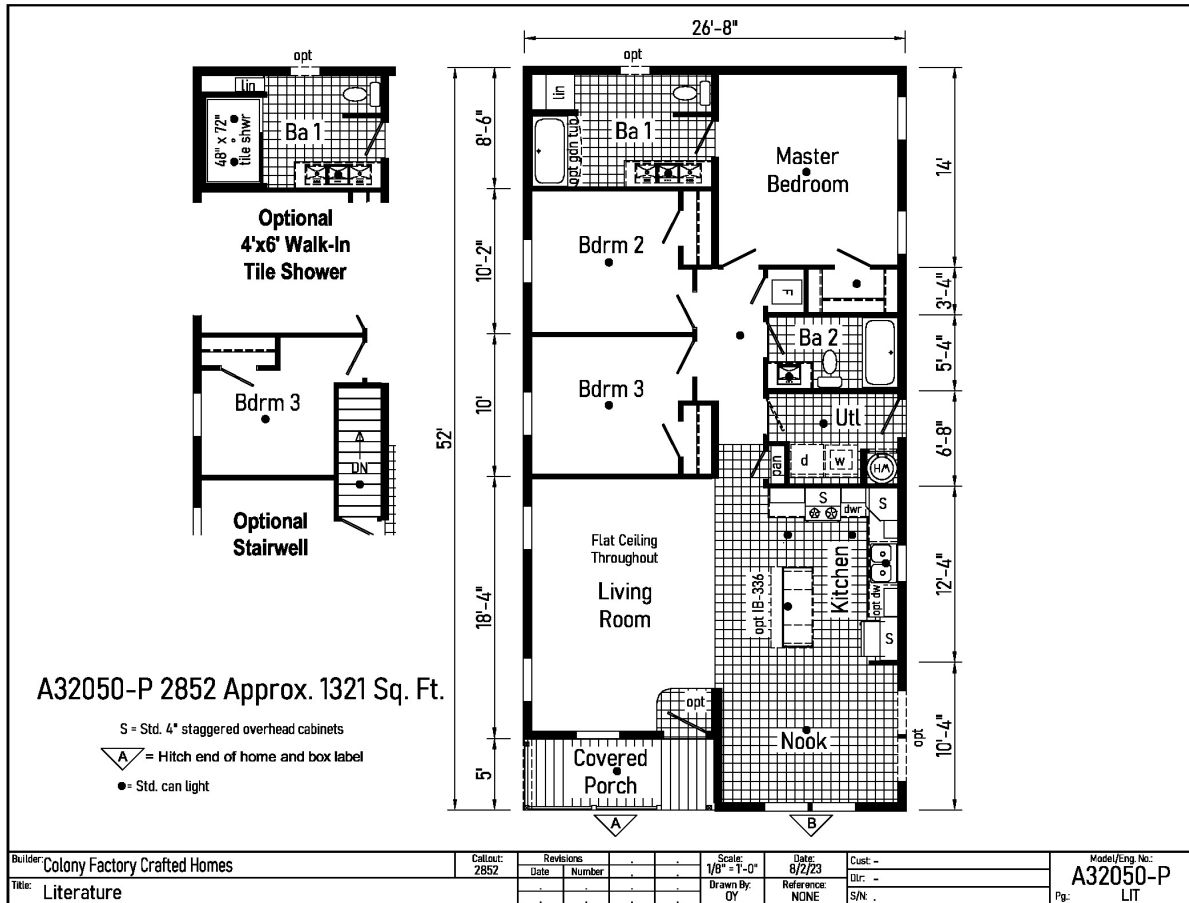 26'-8"
opt
opt
lin
lin
48" x 72"
tile shwr
Ba 1
opt gdn tub
Ba 1
8'-6"
Master
Bedroom
14'
Optional
4'x6' Walk-In
Tile Shower
Bdrm 2
10'-2"
F
3'-4"
Ba 2
5'-4"
Bdrm 3
Bdrm 3
10'
52'
Utl
6'-8"
DN
pan
d
w
HW
Optional
Stairwell
S
dwr
S
Flat Ceiling
Throughout
Living
Room
18'-4"
opt IB-336
Kitchen
opt dw
S
12'-4"
A32050-P 2852 Approx. 1321 Sq. Ft.
opt
S = Std. 4" staggered overhead cabinets
A = Hitch end of home and box label
= Std. can light
Nook
opt
10'-4"
Covered
Porch
5'
A
B
Builder: Colony Factory Crafted Homes
Title: Literature
Callout:
2852
Revisions
Date Number
Scale:
1/8" = 1'-0"
Drawn By:
OY
Date:
8/2/23
Reference:
NONE
Cust: -
Dlr: -
S/N: .
Model/Eng. No.:
A32050-P
Pg.: LIT